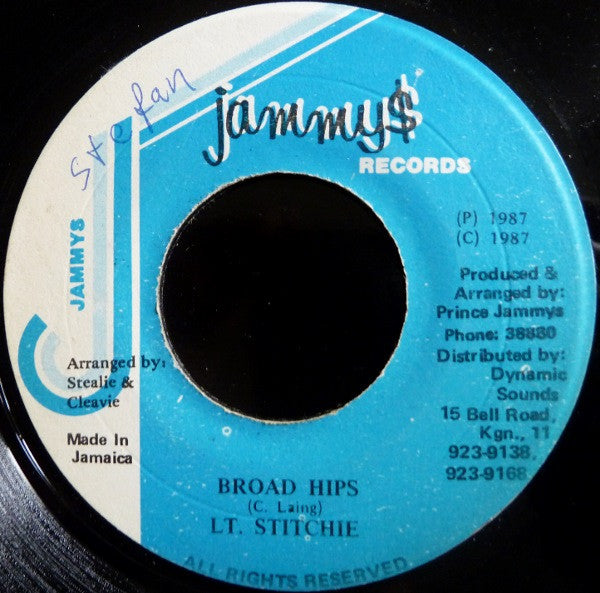 Stefan
jammy$
RECORDS
JAMMYS
(P) 1987
(C) 1987
Produced &
Arranged by:
Prince Jammys
Phone: 38880
Distributed by:
Dynamic
Sounds
15 Bell Road,
Kgn., 11
923-9138,
923-9168.
Arranged by:
Stealie &
Cleavie
Made In
Jamaica
BROAD HIPS
(C. Laing)
LT. STITCHIE
ALL RIGHTS RESERVED.